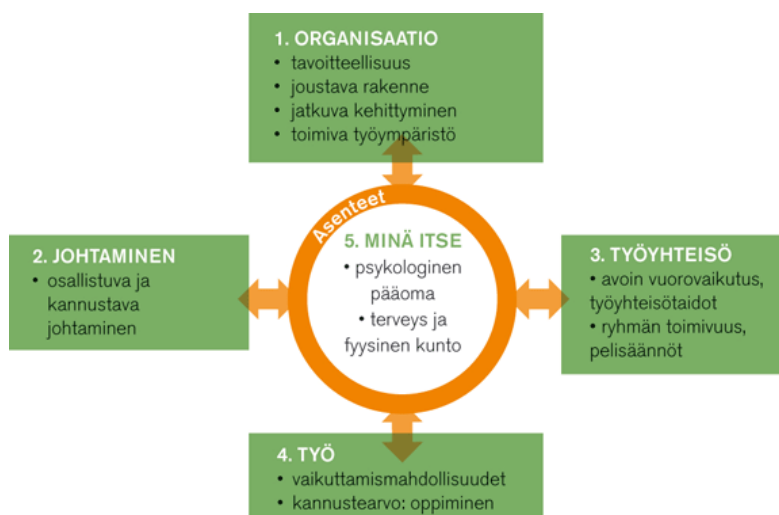 1. ORGANISAATIO
• tavoitteellisuus
• joustava rakenne
• jatkuva kehittyminen
• toimiva työympäristö
Asenteet
5. MINÄ ITSE
• psykologinen
pääoma
• terveys ja
fyysinen kunto
2. JOHTAMINEN
• osallistuva ja
kannustava
johtaminen
3. TYÖYHTEISÖ
• avoin vuorovaikutus,
työyhteisötaidot
• ryhmän toimivuus,
pelisäännöt
4. TYÖ
• vaikuttamismahdollisuudet
• kannustearvo: oppiminen